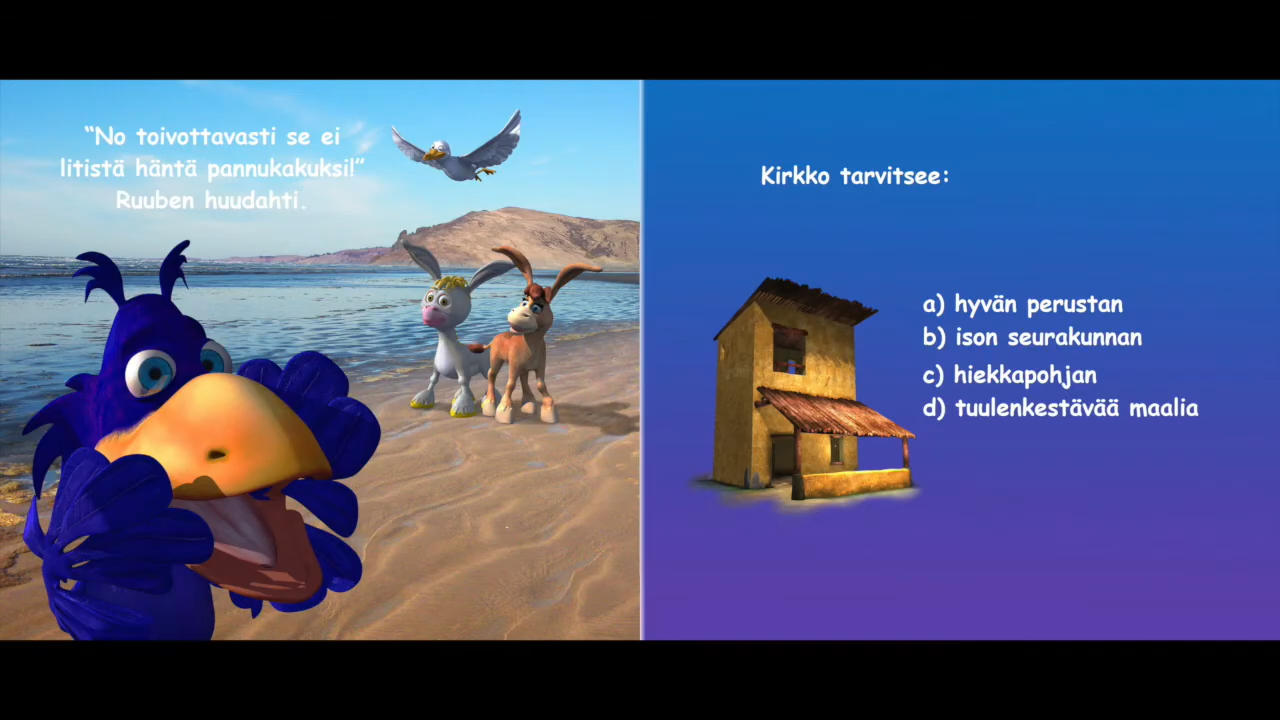 “No toivottavasti se ei
litistä häntä pannukakuksi!”
Ruuben huudahti.
Kirkko tarvitsee:
a) hyvän perustan
b) ison seurakunnan
c) hiekkapohjan
d) tuulenkestävää maalia